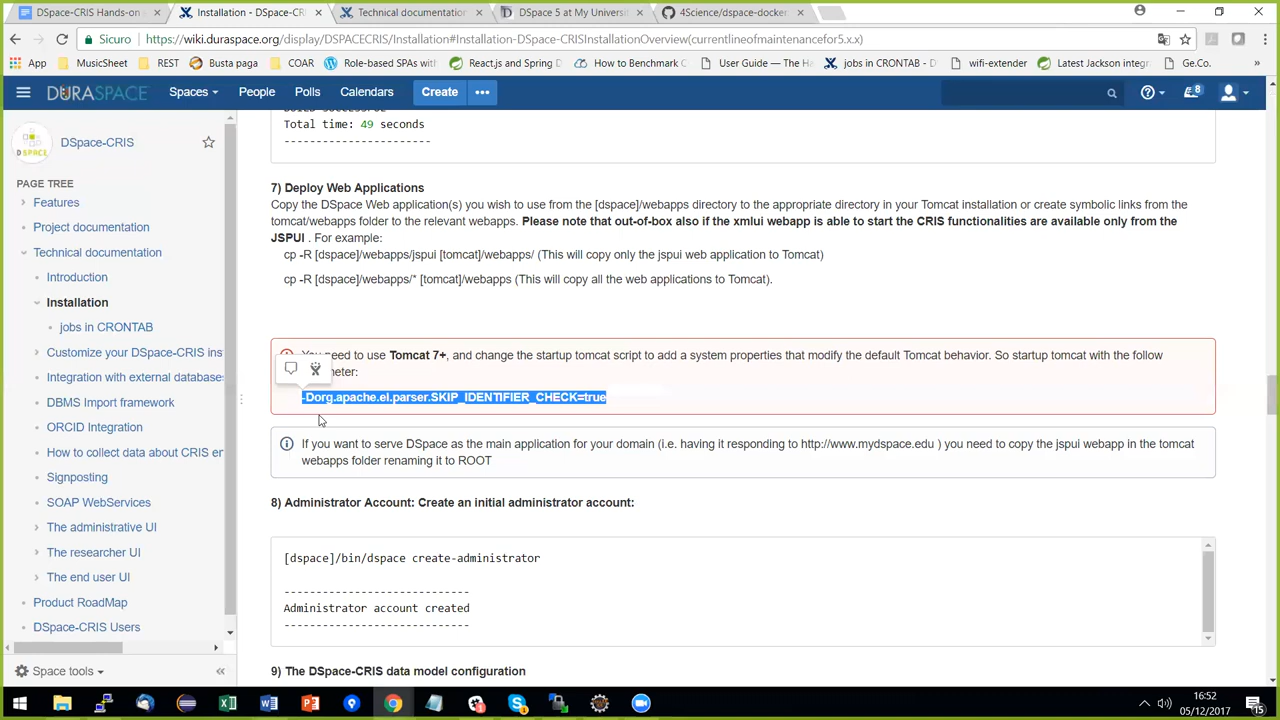 DSpace-CRIS Hands-on
Installation - DSpace-CRI
Technical documentation
DSpace 5 at My Universi
4Science/dspace-docker
Sicuro
https://wiki.duraspace.org/display/DSPACECRIS/Installation#Installation-DSpace-CRISInstallationOverview(currentlineofmaintenancefor5.x.x)
App
MusicSheet
REST
Busta paga
COAR
Role-based SPAs wit
React.js and Spring D
How to Benchmark C
User Guide — The Ha
jobs in CRONTAB - D
wifi-extender
Latest Jackson integr
Ge.Co.
»
DURASPACE
Spaces
People
Polls
Calendars
Create
8
DSpace-CRIS
DSPACE
PAGE TREE
Features
Project documentation
Technical documentation
Introduction
Installation
jobs in CRONTAB
Customize your DSpace-CRIS ins
Integration with external database
DBMS Import framework
ORCID Integration
How to collect data about CRIS er
Signposting
SOAP WebServices
The administrative UI
The researcher UI
The end user UI
Product RoadMap
DSpace-CRIS Users
Space tools
«
Total time: 49 seconds
-----------------------
7) Deploy Web Applications
Copy the DSpace Web application(s) you wish to use from the [dspace]/webapps directory to the appropriate directory in your Tomcat installation or create symbolic links from the
tomcat/webapps folder to the relevant webapps. Please note that out-of-box also if the xmlui webapp is able to start the CRIS functionalities are available only from the
JSPUI . For example:
cp -R [dspace]/webapps/jspui [tomcat]/webapps/ (This will copy only the jspui web application to Tomcat)
cp -R [dspace]/webapps/* [tomcat]/webapps (This will copy all the web applications to Tomcat).
You need to use Tomcat 7+, and change the startup tomcat script to add a system properties that modify the default Tomcat behavior. So startup tomcat with the follow
meter:
-Dorg.apache.el.parser.SKIP_IDENTIFIER_CHECK=true
If you want to serve DSpace as the main application for your domain (i.e. having it responding to http://www.mydspace.edu ) you need to copy the jspui webapp in the tomcat
webapps folder renaming it to ROOT
8) Administrator Account: Create an initial administrator account:
[dspace]/bin/dspace create-administrator
-----------------------------
Administrator account created
-----------------------------
9) The DSpace-CRIS data model configuration
16:52
05/12/2017
15